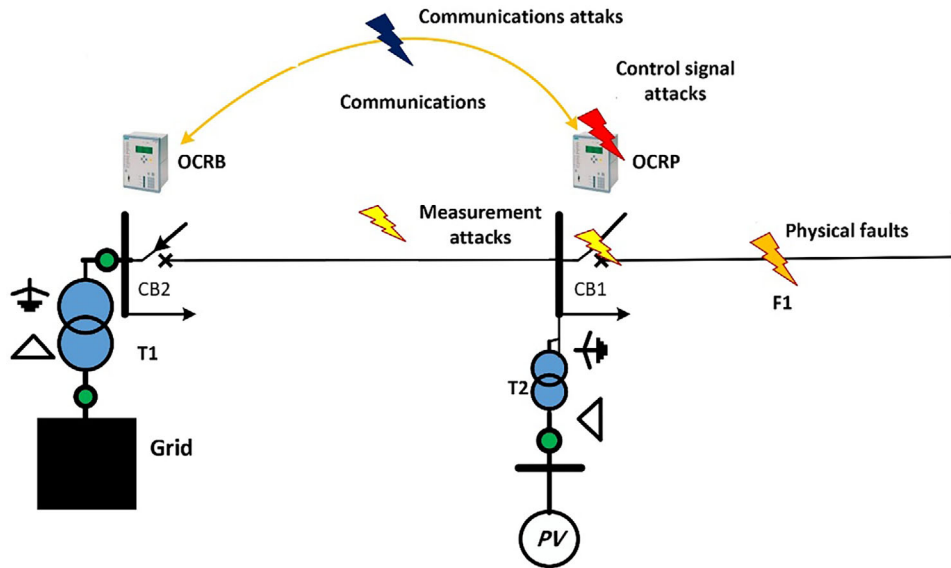 Communications attaks
Control signal
attacks
Communications
OCRB
OCRP
Measurement
attacks
Physical faults
CB2
CB1
F1
T1
T2
Grid
PV